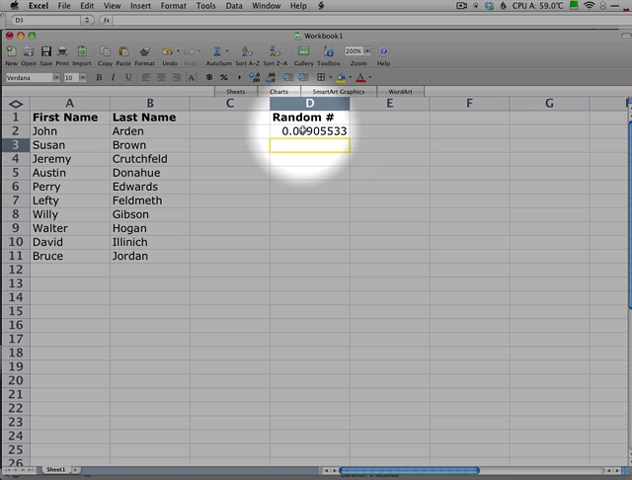 Excel File Edit View Insert Format Tools Data Window Help CPU A: 59.0°C
D3 fx
Workbook1
200%
New Open Save Print Import Copy Paste Format Undo Redo AutoSum Sort A-Z Sort Z-A Gallery Toolbox Zoom Help
Verdana 10 B I U
Sheets Charts SmartArt Graphics WordArt
A B C D E F G
1 First Name Last Name Random #
2 John Arden 0.00905533
3 Susan Brown
4 Jeremy Crutchfeld
5 Austin Donahue
6 Perry Edwards
7 Lefty Feldmeth
8 Willy Gibson
9 Walter Hogan
10 David Illinich
11 Bruce Jordan
12
13
14
15
16
17
18
19
20
21
22
23
24
25
26
Sheet1